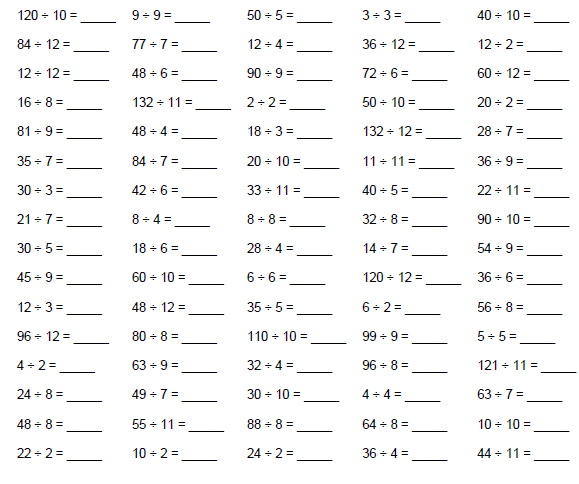 120 ÷ 10 = _____ 9 ÷ 9 = _____ 50 ÷ 5 = _____ 3 ÷ 3 = _____ 40 ÷ 10 = _____
84 ÷ 12 = _____ 77 ÷ 7 = _____ 12 ÷ 4 = _____ 36 ÷ 12 = _____ 12 ÷ 2 = _____
12 ÷ 12 = _____ 48 ÷ 6 = _____ 90 ÷ 9 = _____ 72 ÷ 6 = _____ 60 ÷ 12 = _____
16 ÷ 8 = _____ 132 ÷ 11 = _____ 2 ÷ 2 = _____ 50 ÷ 10 = _____ 20 ÷ 2 = _____
81 ÷ 9 = _____ 48 ÷ 4 = _____ 18 ÷ 3 = _____ 132 ÷ 12 = _____ 28 ÷ 7 = _____
35 ÷ 7 = _____ 84 ÷ 7 = _____ 20 ÷ 10 = _____ 11 ÷ 11 = _____ 36 ÷ 9 = _____
30 ÷ 3 = _____ 42 ÷ 6 = _____ 33 ÷ 11 = _____ 40 ÷ 5 = _____ 22 ÷ 11 = _____
21 ÷ 7 = _____ 8 ÷ 4 = _____ 8 ÷ 8 = _____ 32 ÷ 8 = _____ 90 ÷ 10 = _____
30 ÷ 5 = _____ 18 ÷ 6 = _____ 28 ÷ 4 = _____ 14 ÷ 7 = _____ 54 ÷ 9 = _____
45 ÷ 9 = _____ 60 ÷ 10 = _____ 6 ÷ 6 = _____ 120 ÷ 12 = _____ 36 ÷ 6 = _____
12 ÷ 3 = _____ 48 ÷ 12 = _____ 35 ÷ 5 = _____ 6 ÷ 2 = _____ 56 ÷ 8 = _____
96 ÷ 12 = _____ 80 ÷ 8 = _____ 110 ÷ 10 = _____ 99 ÷ 9 = _____ 5 ÷ 5 = _____
4 ÷ 2 = _____ 63 ÷ 9 = _____ 32 ÷ 4 = _____ 96 ÷ 8 = _____ 121 ÷ 11 = _____
24 ÷ 8 = _____ 49 ÷ 7 = _____ 30 ÷ 10 = _____ 4 ÷ 4 = _____ 63 ÷ 7 = _____
48 ÷ 8 = _____ 55 ÷ 11 = _____ 88 ÷ 8 = _____ 64 ÷ 8 = _____ 10 ÷ 10 = _____
22 ÷ 2 = _____ 10 ÷ 2 = _____ 24 ÷ 2 = _____ 36 ÷ 4 = _____ 44 ÷ 11 = _____